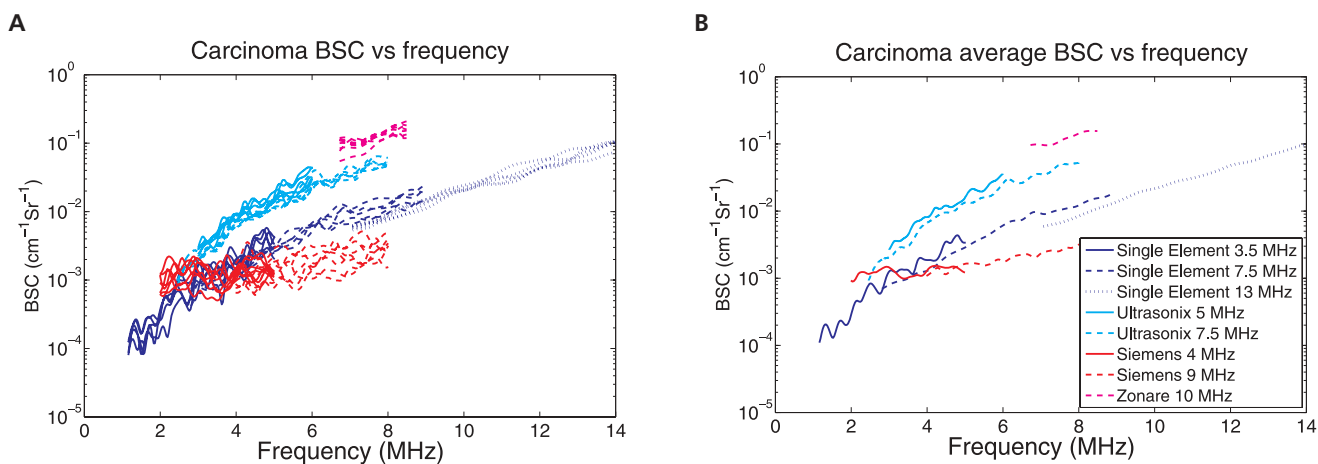 A
Carcinoma BSC vs frequency
BSC (cm⁻¹Sr⁻¹)
10⁰
10⁻¹
10⁻²
10⁻³
10⁻⁴
10⁻⁵
0 2 4 6 8 10 12 14
Frequency (MHz)
B
Carcinoma average BSC vs frequency
BSC (cm⁻¹Sr⁻¹)
10⁰
10⁻¹
10⁻²
10⁻³
10⁻⁴
10⁻⁵
0 2 4 6 8 10 12 14
Frequency (MHz)
Single Element 3.5 MHz
Single Element 7.5 MHz
Single Element 13 MHz
Ultrasonix 5 MHz
Ultrasonix 7.5 MHz
Siemens 4 MHz
Siemens 9 MHz
Zonare 10 MHz